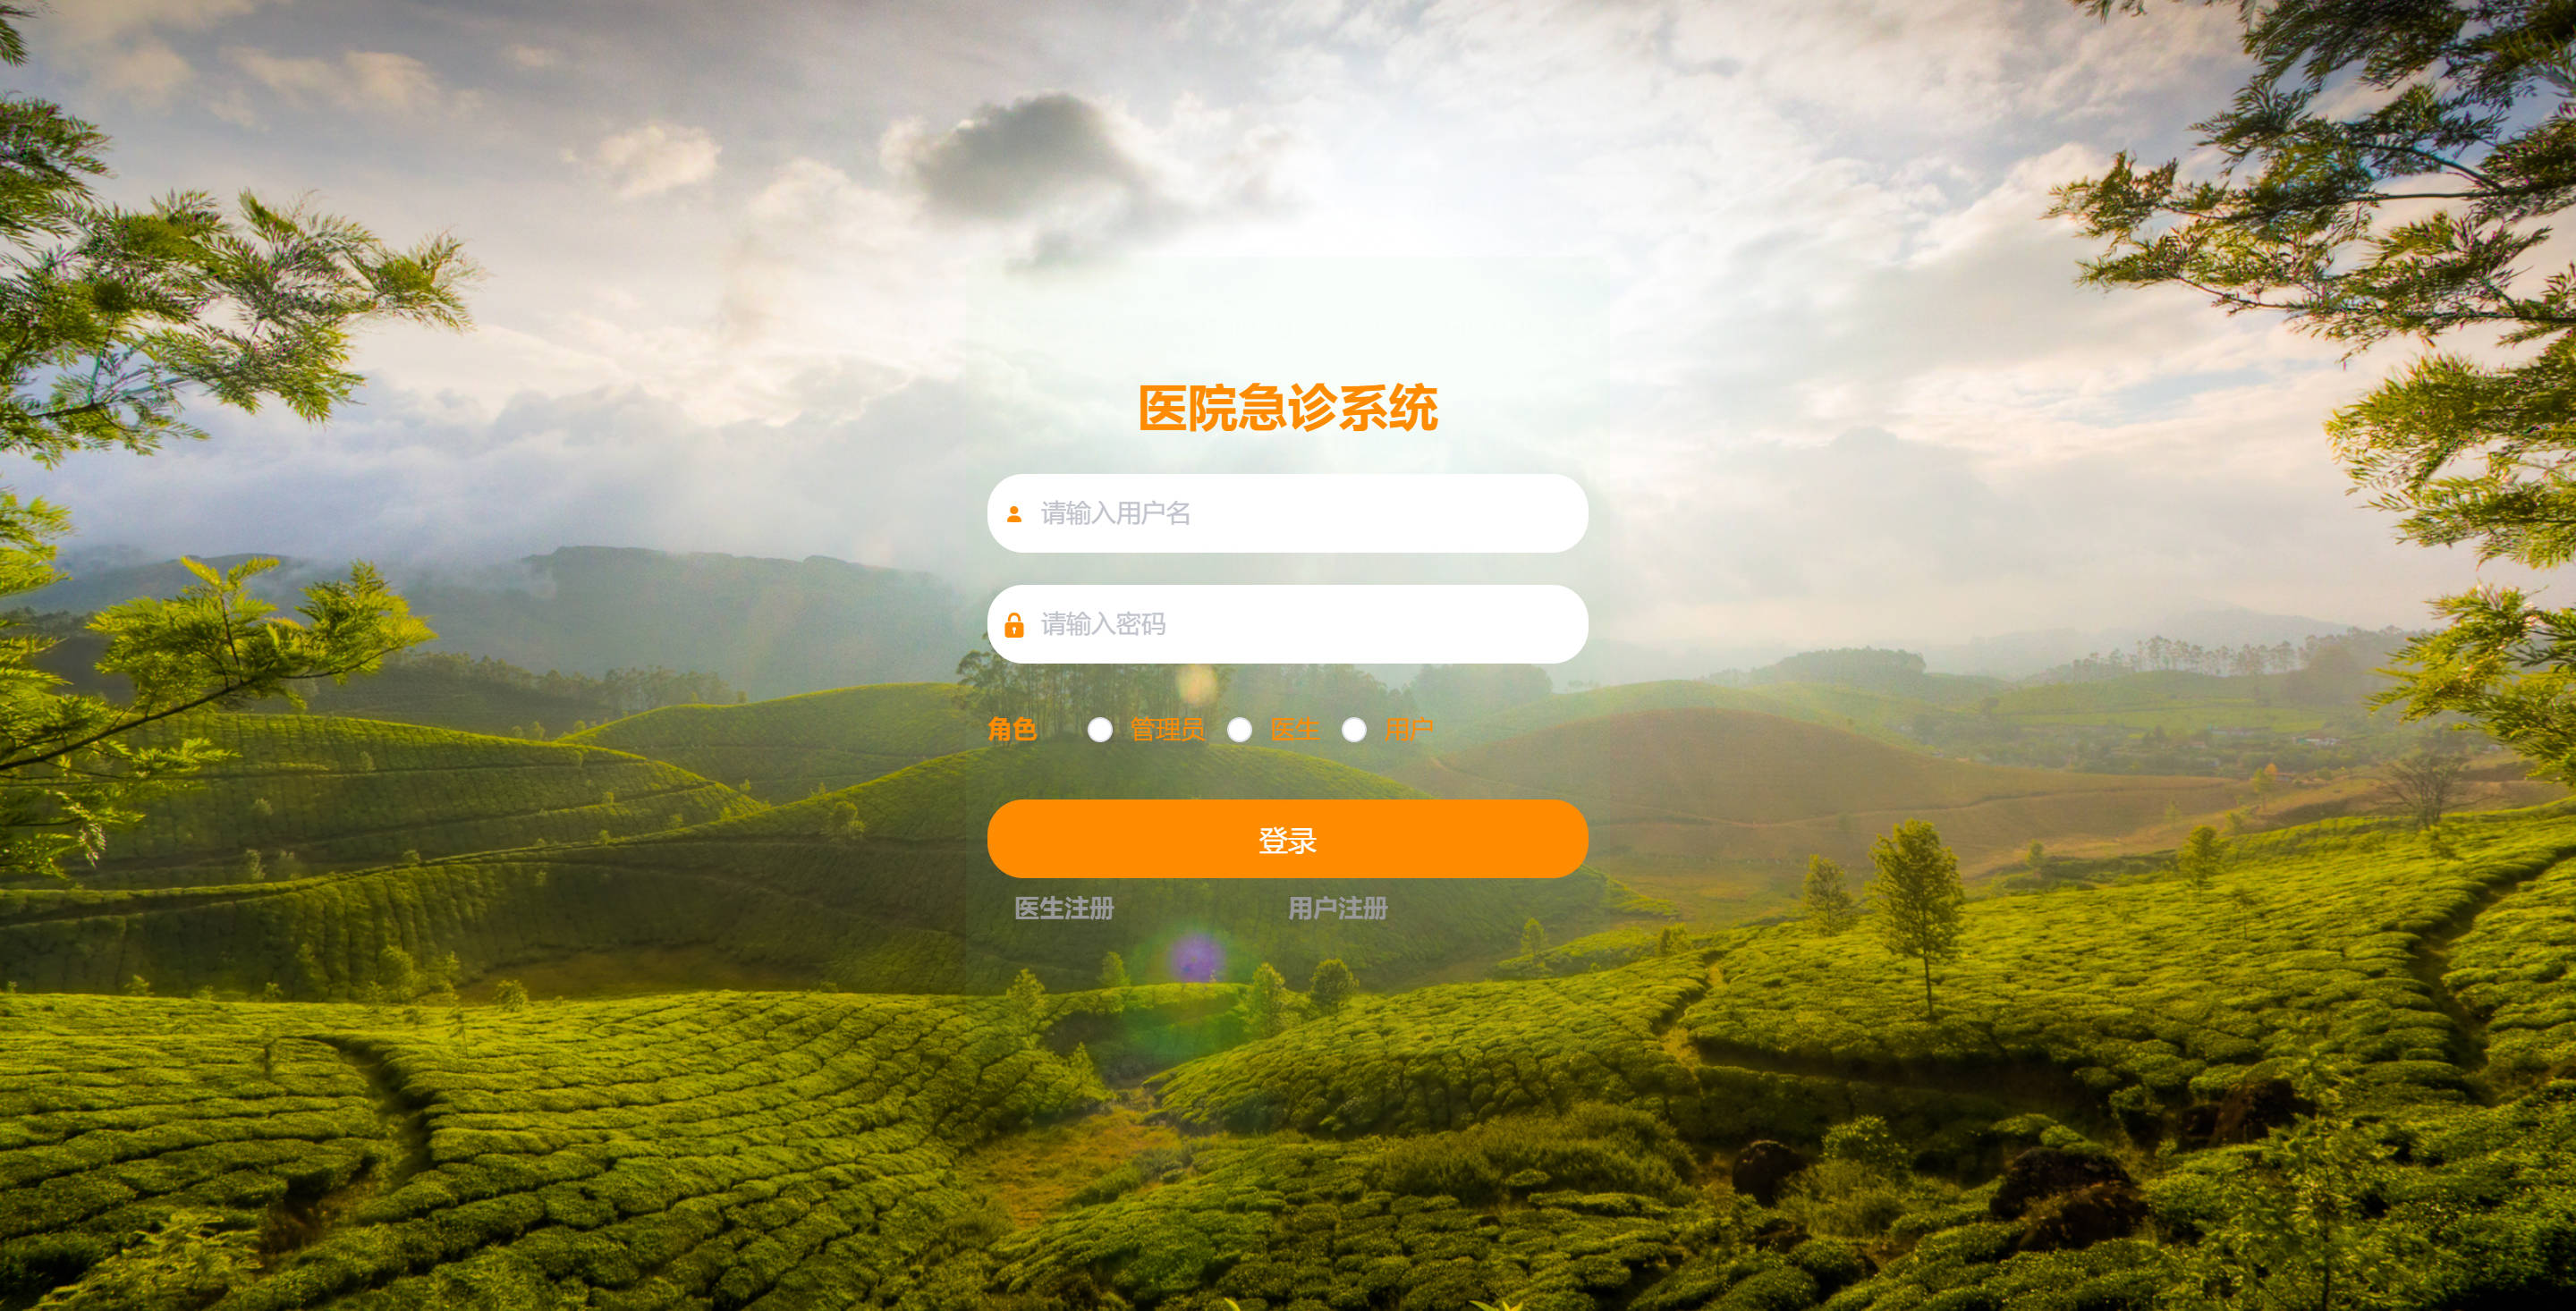 医院急诊系统
请输入用户名
请输入密码
角色 管理员 医生 用户
登录
医生注册 用户注册